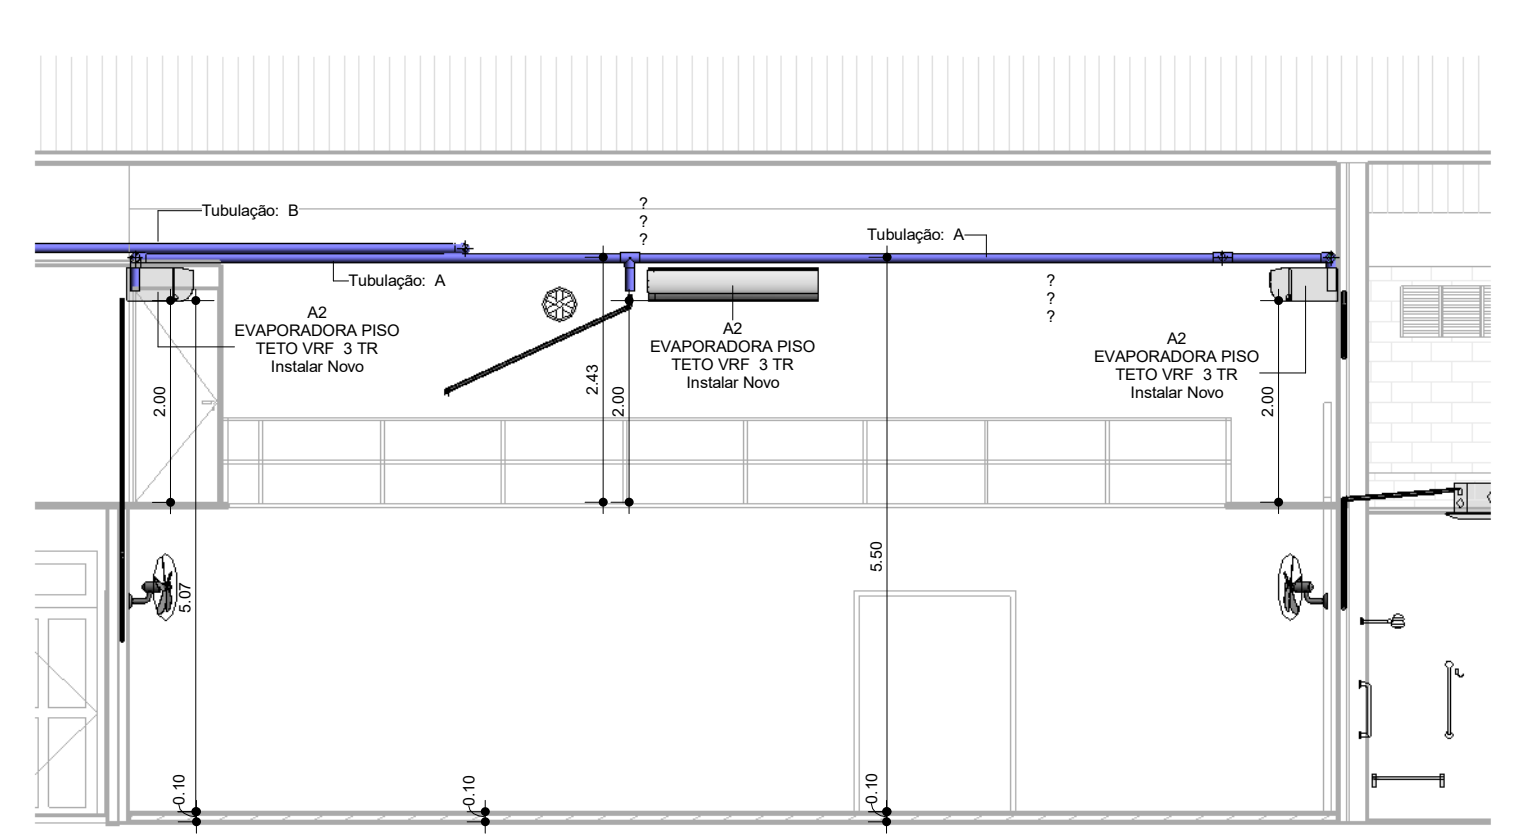 Tubulação: B
?
?
?
Tubulação: A
Tubulação: A
?
?
?
A2
EVAPORADORA PISO
TETO VRF 3 TR
Instalar Novo
A2
EVAPORADORA PISO
TETO VRF 3 TR
Instalar Novo
A2
EVAPORADORA PISO
TETO VRF 3 TR
Instalar Novo
2.00
2.43
2.00
2.00
5.07
5.50
0.10
0.10
0.10